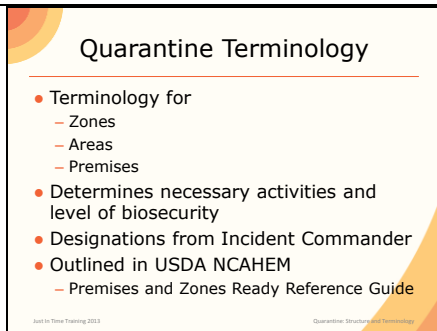 Quarantine Terminology
● Terminology for
– Zones
– Areas
– Premises
● Determines necessary activities and
level of biosecurity
● Designations from Incident Commander
● Outlined in USDA NCAHEM
– Premises and Zones Ready Reference Guide
Just In Time Training 2013
Quarantine: Structure and Terminology